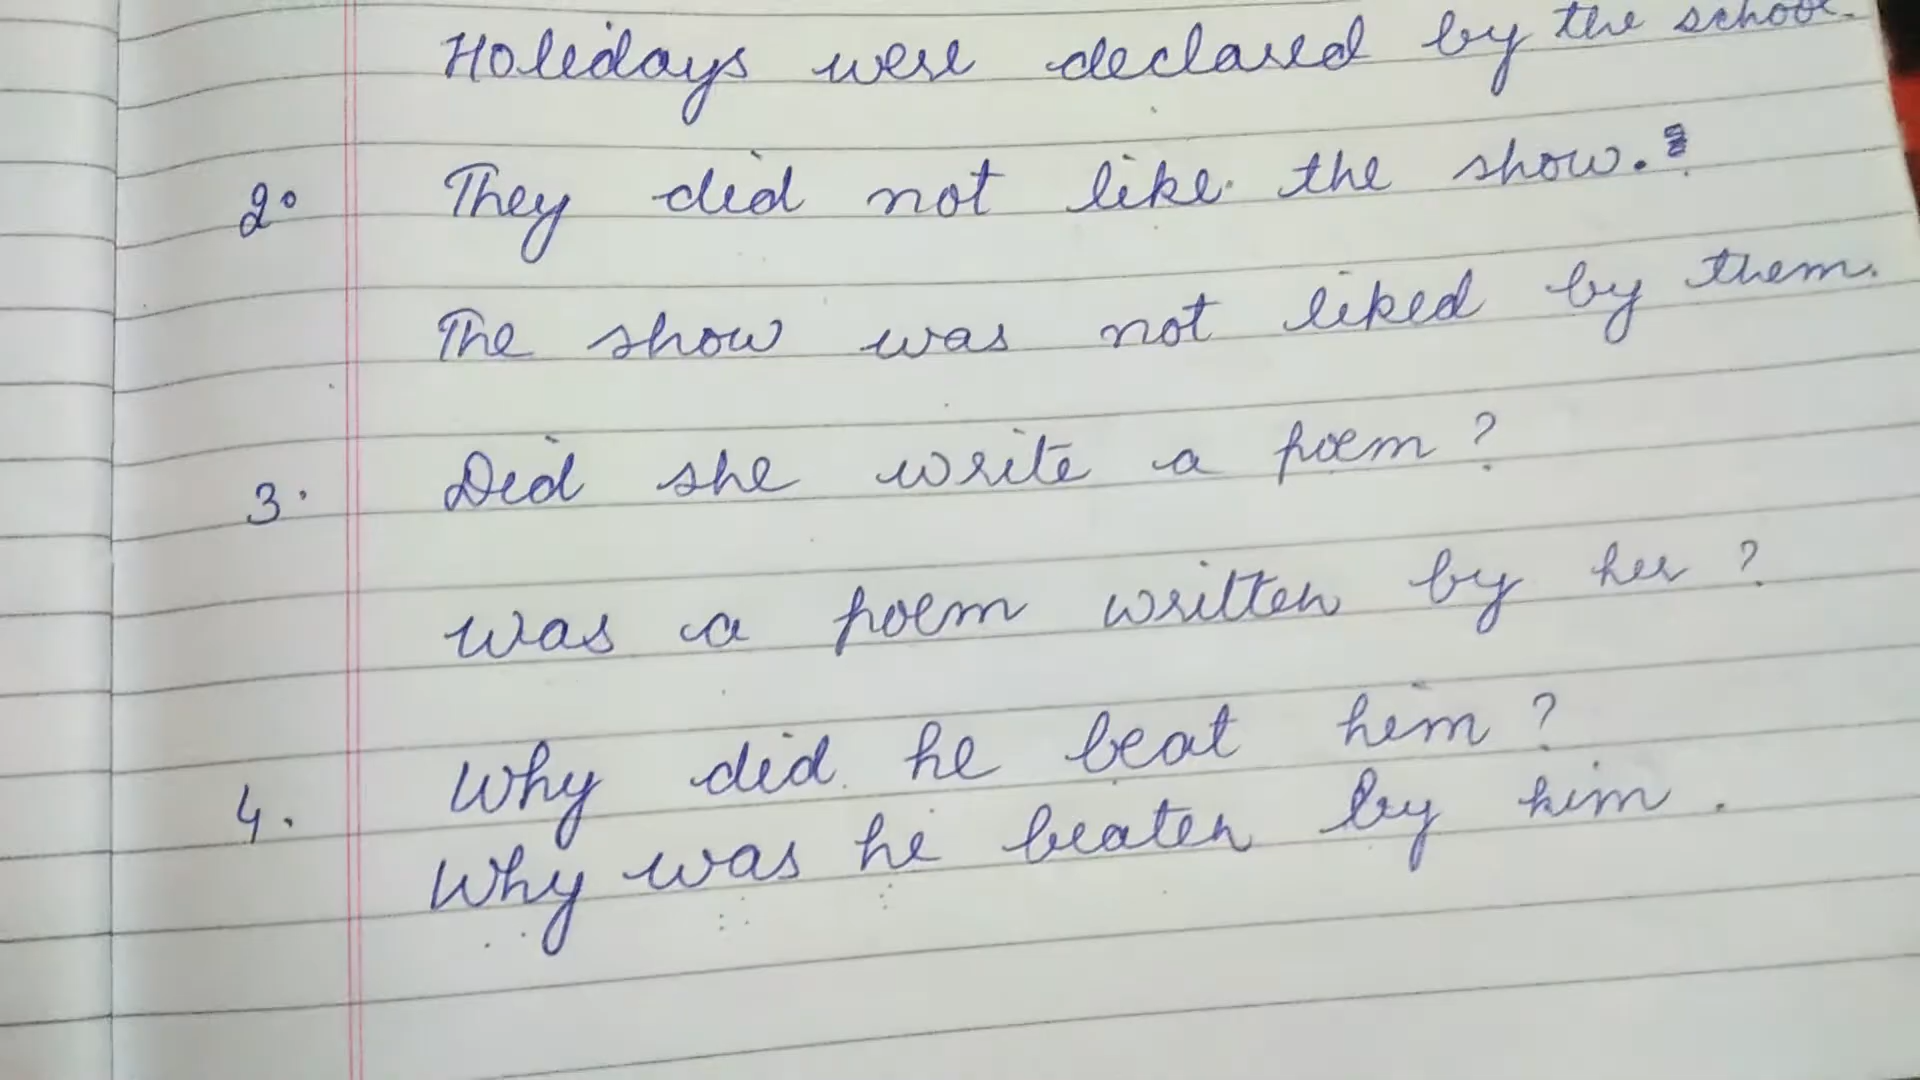 Holidays were declared by the school.
2. They did not like the show.
The show was not liked by them.
3. Did she write a poem ?
was a poem written by her ?
4. Why did he beat him ?
Why was he beaten by him .